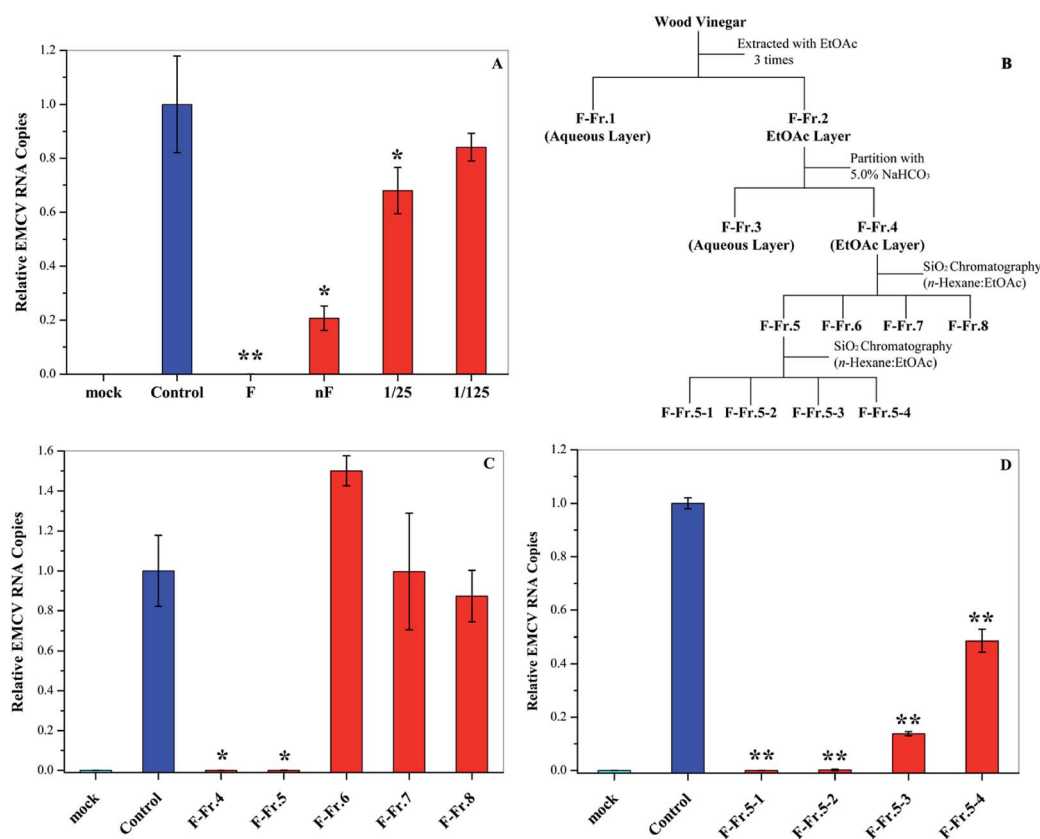 A
Relative EMCV RNA Copies
1.2
1.0
0.8
0.6
0.4
0.2
0.0
** * *
mock Control F nF 1/25 1/125
B
Wood Vinegar
Extracted with EtOAc
3 times
F-Fr.1 F-Fr.2
(Aqueous Layer) EtOAc Layer
Partition with
5.0% NaHCO₃
F-Fr.3 F-Fr.4
(Aqueous Layer) (EtOAc Layer)
SiO₂ Chromatography
(n-Hexane:EtOAc)
F-Fr.5 F-Fr.6 F-Fr.7 F-Fr.8
SiO₂ Chromatography
(n-Hexane:EtOAc)
F-Fr.5-1 F-Fr.5-2 F-Fr.5-3 F-Fr.5-4
C
Relative EMCV RNA Copies
1.6
1.4
1.2
1.0
0.8
0.6
0.4
0.2
0.0
* *
mock Control F-Fr.4 F-Fr.5 F-Fr.6 F-Fr.7 F-Fr.8
D
Relative EMCV RNA Copies
1.0
0.8
0.6
0.4
0.2
0.0
** ** ** **
mock Control F-Fr.5-1 F-Fr.5-2 F-Fr.5-3 F-Fr.5-4